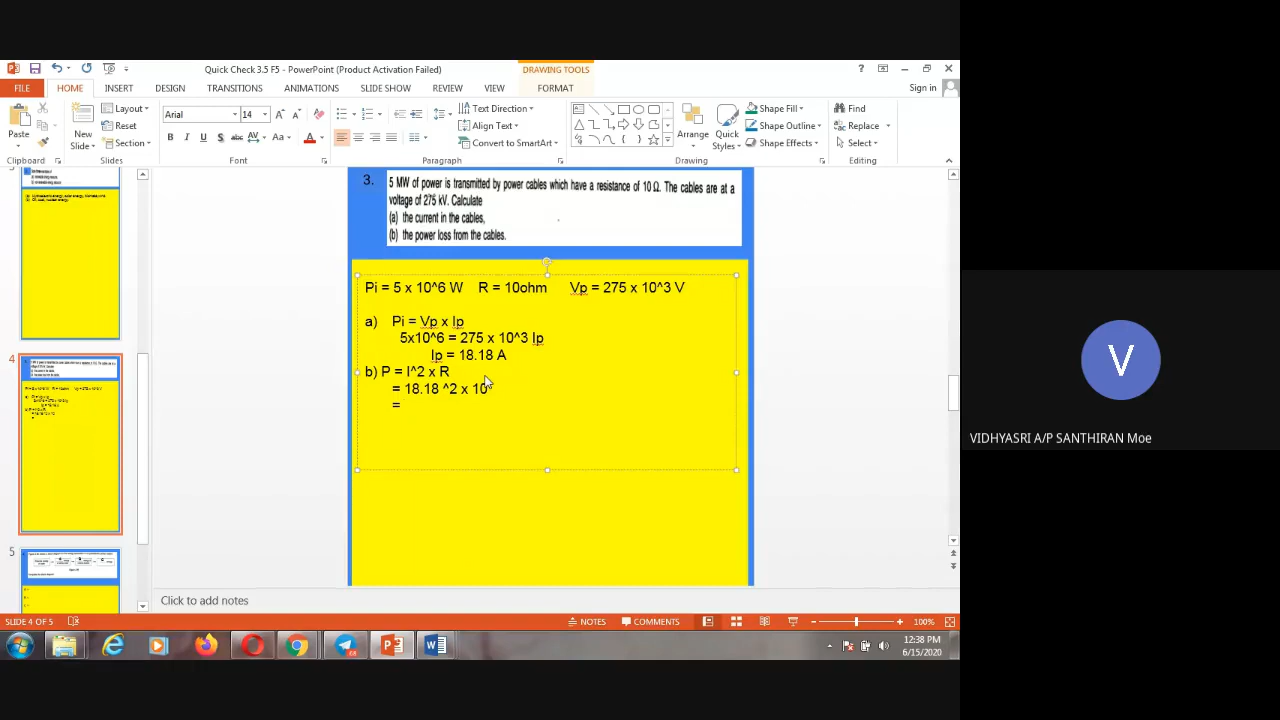 Quick Check 3.5 F5 - PowerPoint (Product Activation Failed)
DRAWING TOOLS
?
FILE HOME INSERT DESIGN TRANSITIONS ANIMATIONS SLIDE SHOW REVIEW VIEW FORMAT Sign in
Paste
New Slide
Layout
Reset
Section
Arial 14
B I U S abc AV Aa A
Text Direction
Align Text
Convert to SmartArt
Arrange
Quick Styles
Shape Fill
Shape Outline
Shape Effects
Find
Replace
Select
Clipboard Slides Font Paragraph Drawing Editing
3. 5 MW of power is transmitted by power cables which have a resistance of 10 Ω. The cables are at a
voltage of 275 kV. Calculate
(a) the current in the cables,
(b) the power loss from the cables.
Pi = 5 x 10^6 W R = 10ohm Vp = 275 x 10^3 V
a) Pi = Vp x Ip
5x10^6 = 275 x 10^3 Ip
Ip = 18.18 A
b) P = I^2 x R
= 18.18 ^2 x 10
=
4
5
Click to add notes
SLIDE 4 OF 5 NOTES COMMENTS 100%
12:38 PM
6/15/2020
V
VIDHYASRI A/P SANTHIRAN Moe